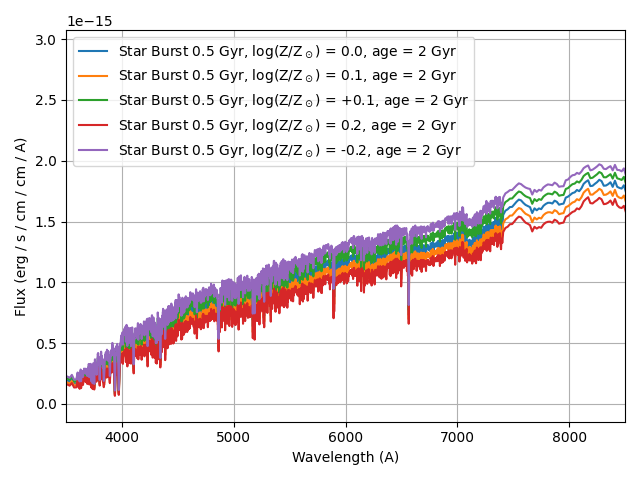 1e−15
3.0
2.5
2.0
1.5
1.0
0.5
0.0
Flux (erg / s / cm / cm / A)
Star Burst 0.5 Gyr, log(Z/Z⊙) = 0.0, age = 2 Gyr
Star Burst 0.5 Gyr, log(Z/Z⊙) = 0.1, age = 2 Gyr
Star Burst 0.5 Gyr, log(Z/Z⊙) = +0.1, age = 2 Gyr
Star Burst 0.5 Gyr, log(Z/Z⊙) = 0.2, age = 2 Gyr
Star Burst 0.5 Gyr, log(Z/Z⊙) = -0.2, age = 2 Gyr
4000 5000 6000 7000 8000
Wavelength (A)